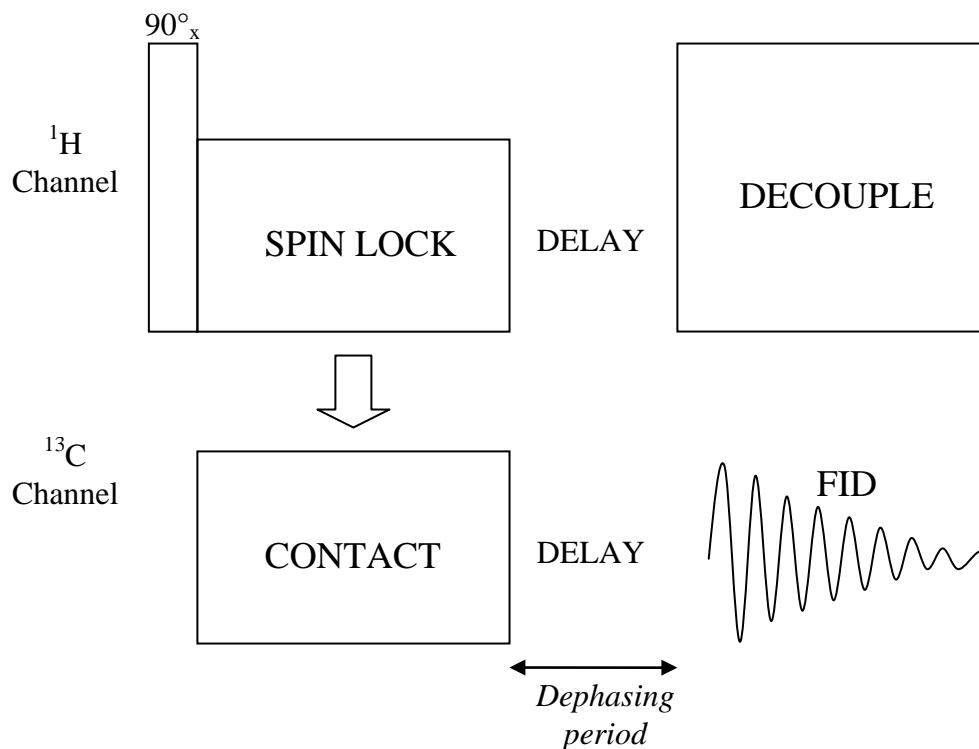 90°x
¹H
Channel
SPIN LOCK
DELAY
DECOUPLE
¹³C
Channel
CONTACT
DELAY
FID
Dephasing
period